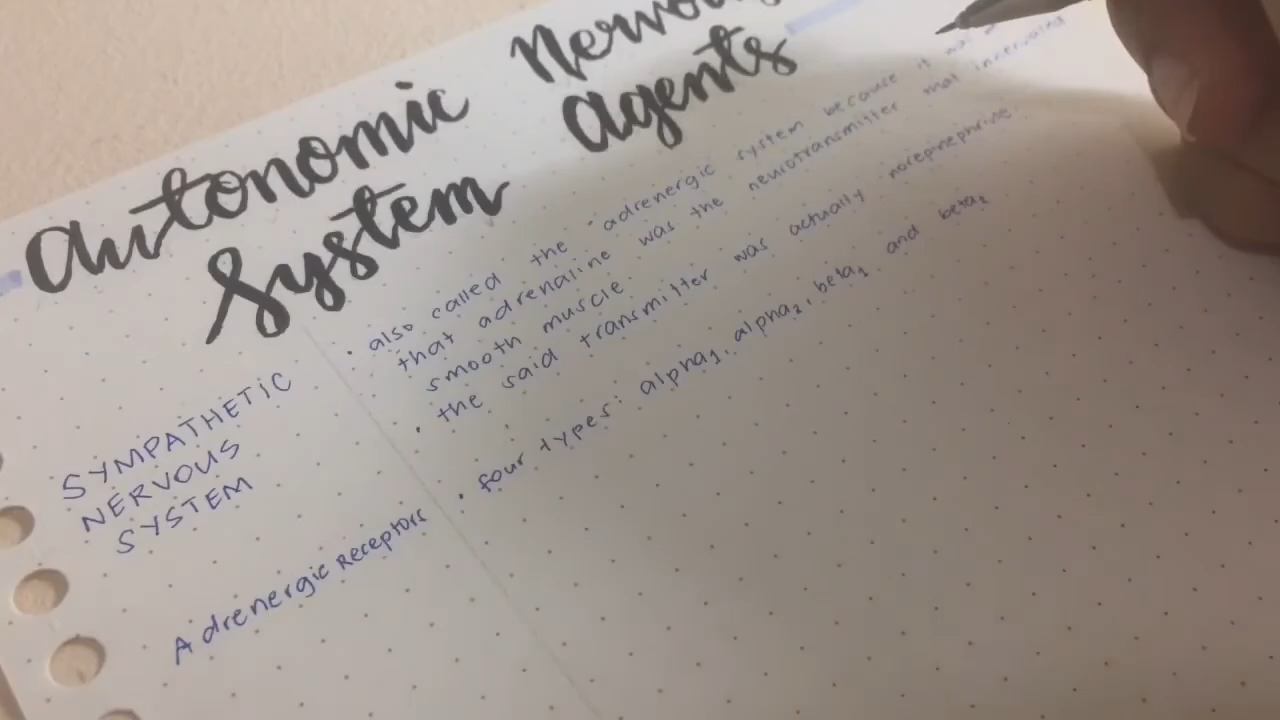 Autonomic Nervous
System Agents
SYMPATHETIC
NERVOUS
SYSTEM
• also called the adrenergic system because it was
that adrenaline was the neurotransmitter that innervated
smooth muscle.
• the said transmitter was actually norepinephrine.
Adrenergic Receptors
• four types: alpha₁, alpha₂, beta₁ and beta₂